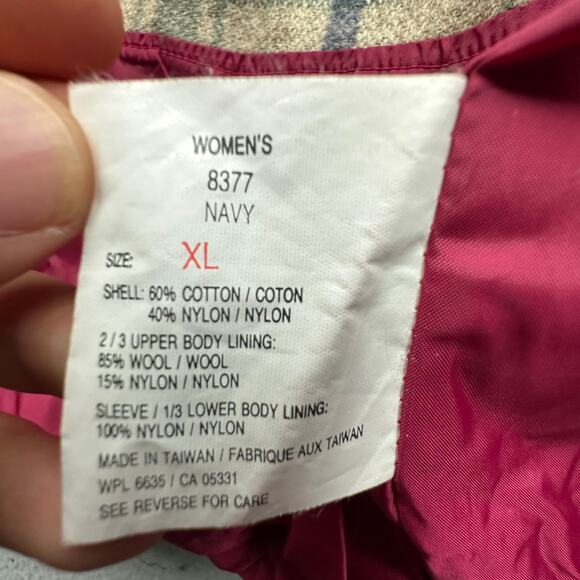 WOMEN'S
8377
NAVY
SIZE: XL
SHELL: 60% COTTON / COTON
40% NYLON / NYLON
2 / 3 UPPER BODY LINING:
85% WOOL / WOOL
15% NYLON / NYLON
SLEEVE / 1/3 LOWER BODY LINING:
100% NYLON / NYLON
MADE IN TAIWAN / FABRIQUE AUX TAIWAN
WPL 6635 / CA 05331
SEE REVERSE FOR CARE